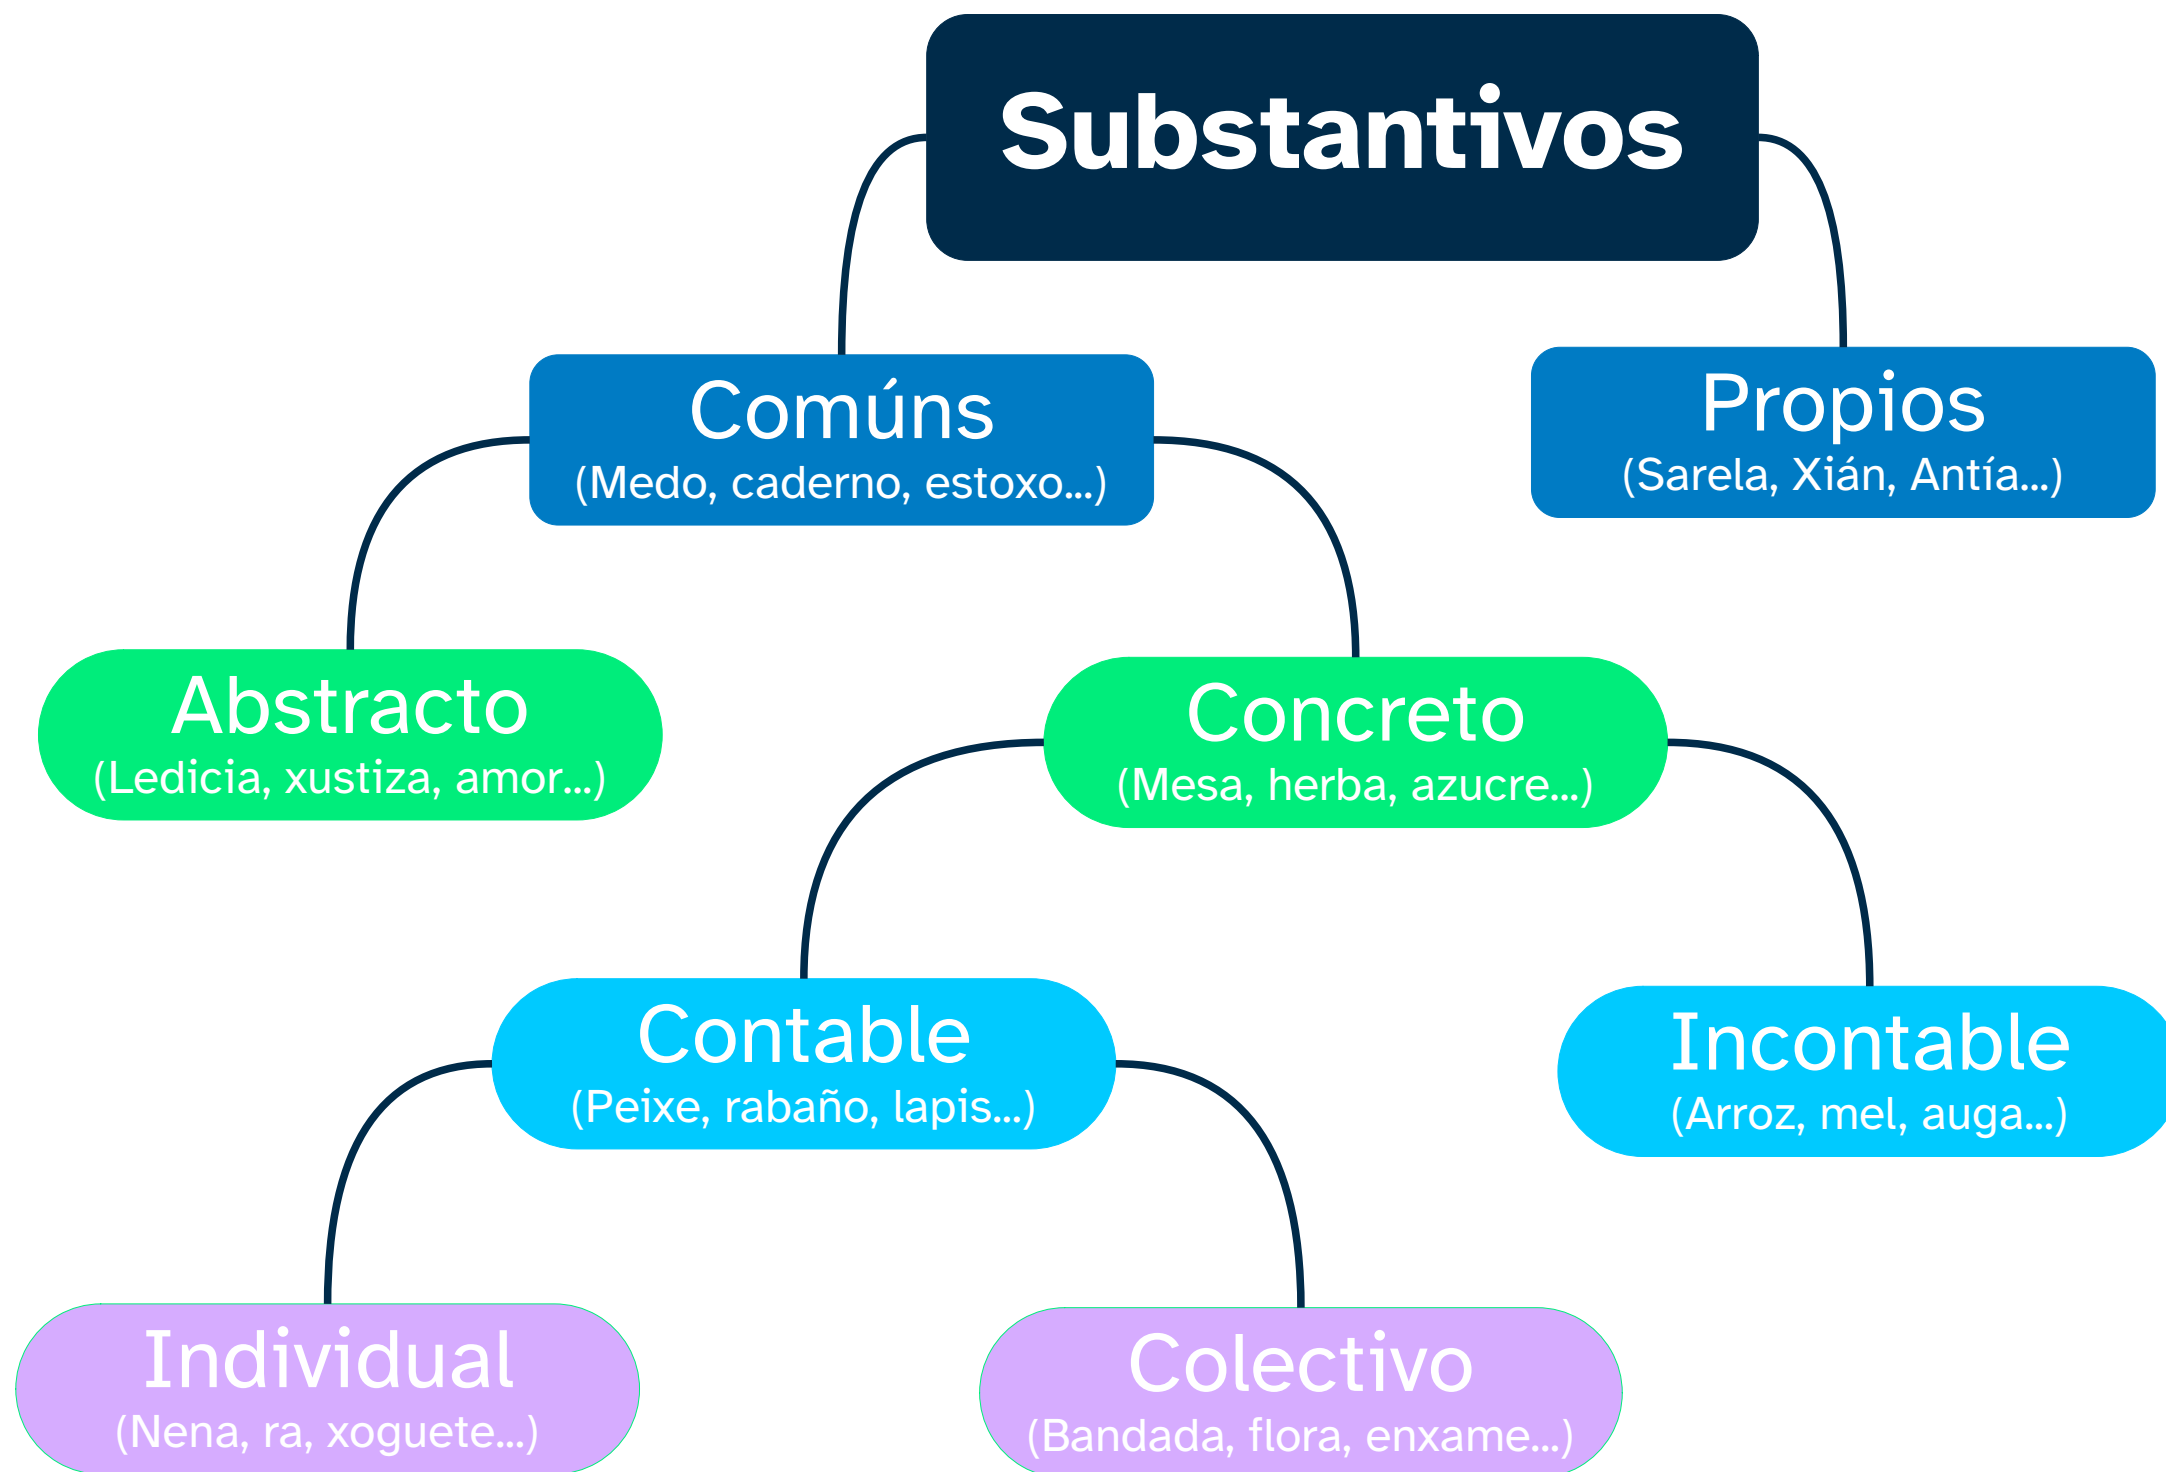 Substantivos
Comúns
(Medo, caderno, estoxo...)
Propios
(Sarela, Xián, Antía...)
Abstracto
(Ledicia, xustiza, amor...)
Concreto
(Mesa, herba, azucre...)
Contable
(Peixe, rabaño, lapis...)
Incontable
(Arroz, mel, auga...)
Individual
(Nena, ra, xoguete...)
Colectivo
(Bandada, flora, enxame...)